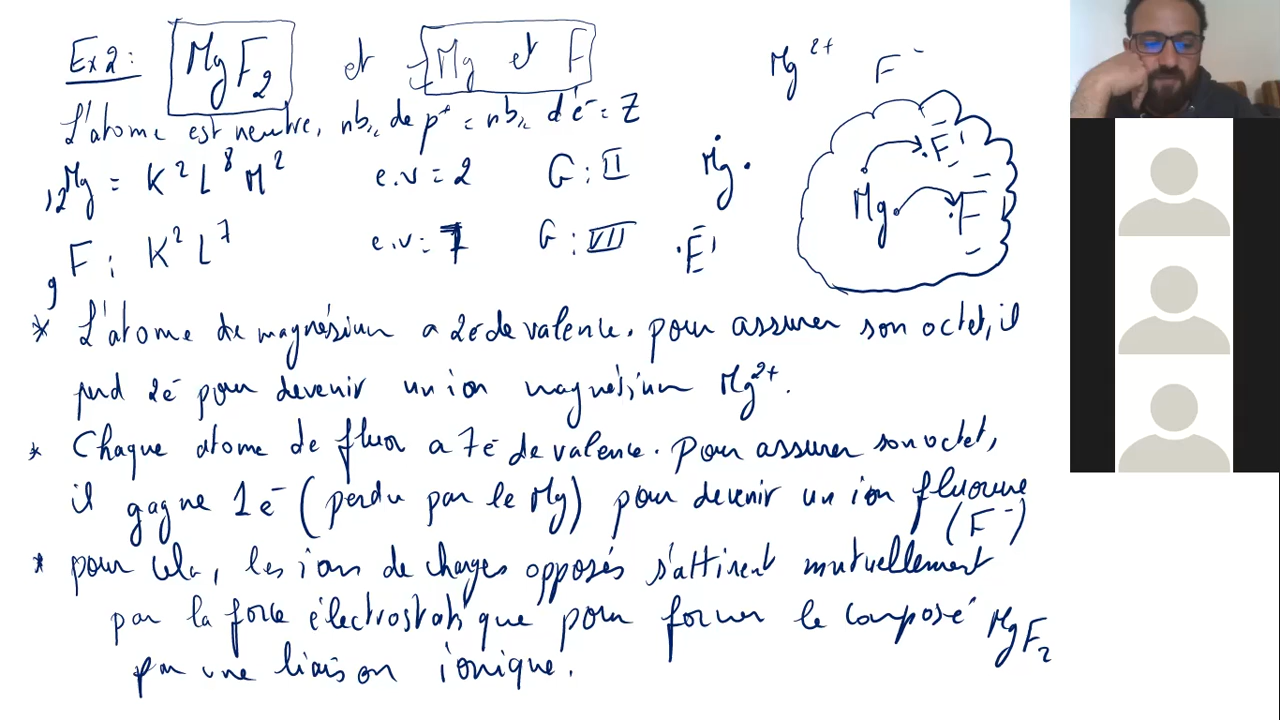 Ex2: MgF₂ et Mg et F Mg²⁺ F⁻
L'atome est neutre, nb. de p⁺ = nb. d'é⁻ = Z
₁₂Mg = K² L⁸ M² e.v = 2 G : II Mg
₉F : K² L⁷ e.v : 7 G : VII F
Mg F F
* L'atome de magnésium a 2é de valence. pour assurer son octet, il
perd 2é pour devenir un ion magnésium Mg²⁺.
* Chaque atome de fluor a 7é de valence. Pour assurer son octet,
il gagne 1é (perdu par le Mg) pour devenir un ion fluorure
(F⁻)
* pour cela, les ions de charges opposés s'attirent mutuellement
par la force électrostatique pour former le composé MgF₂
par une liaison ionique.